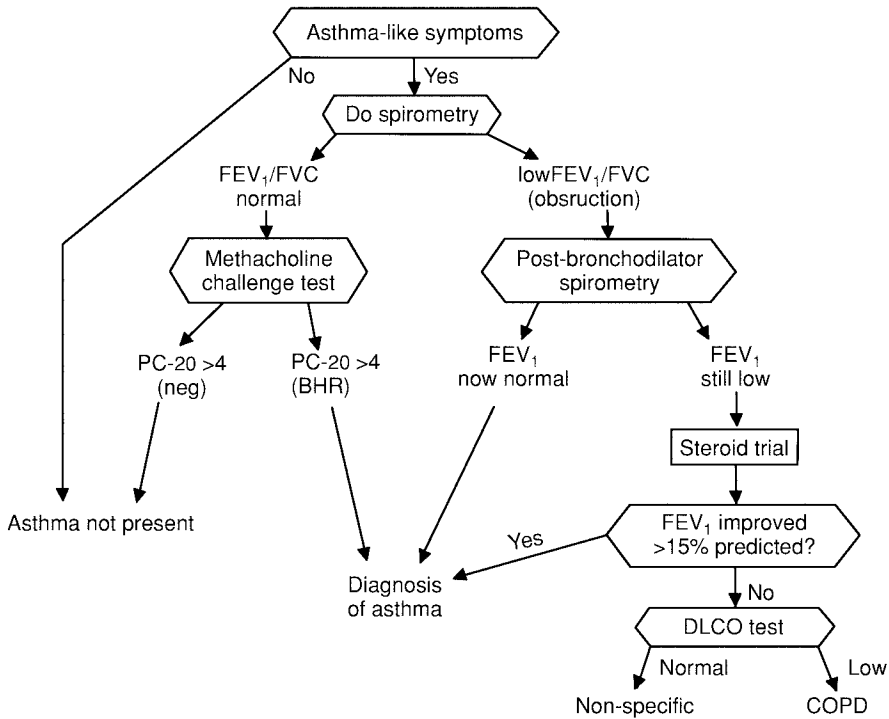 Asthma-like symptoms
No
Yes
Do spirometry
FEV₁/FVC
normal
lowFEV₁/FVC
(obsruction)
Methacholine
challenge test
Post-bronchodilator
spirometry
PC-20 >4
(neg)
PC-20 >4
(BHR)
FEV₁
now normal
FEV₁
still low
Steroid trial
Asthma not present
FEV₁ improved
>15% predicted?
Yes
Diagnosis
of asthma
No
DLCO test
Normal
Low
Non-specific
COPD